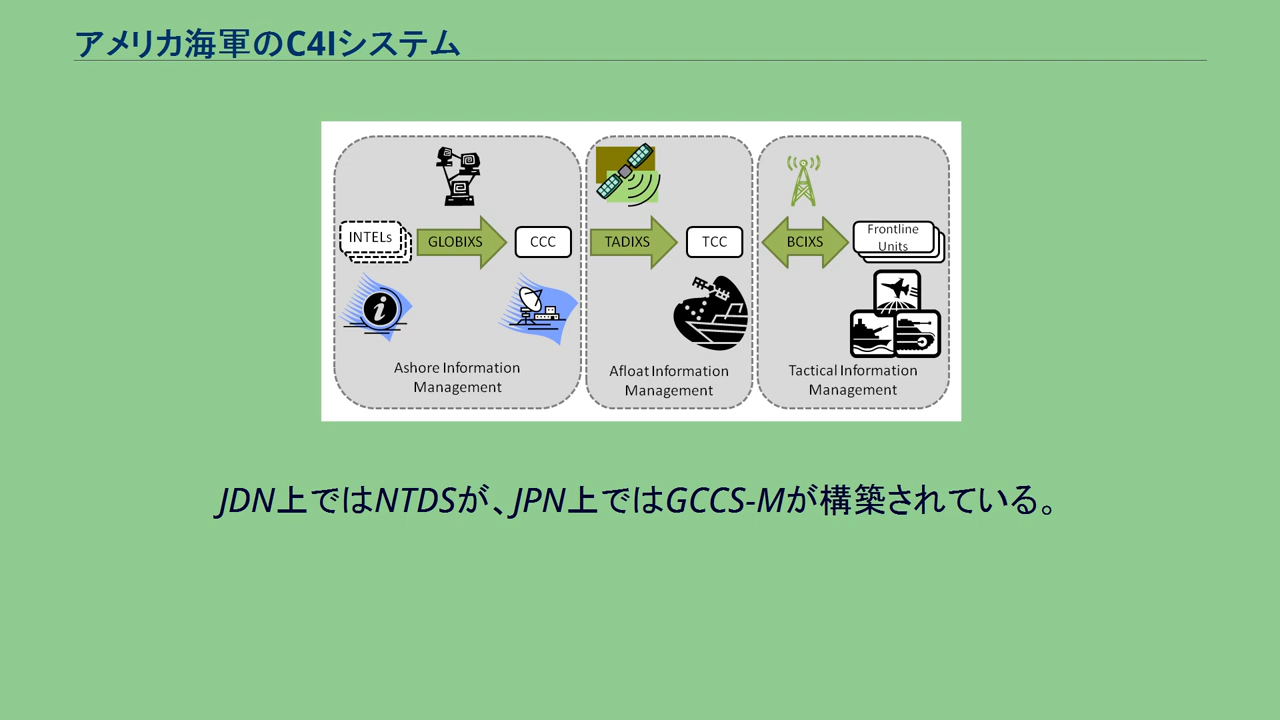 アメリカ海軍のC4Iシステム
INTELs
GLOBIXS
CCC
TADIXS
TCC
BCIXS
Frontline
Units
Ashore Information
Management
Afloat Information
Management
Tactical Information
Management
JDN上ではNTDSが、JPN上ではGCCS-Mが構築されている。